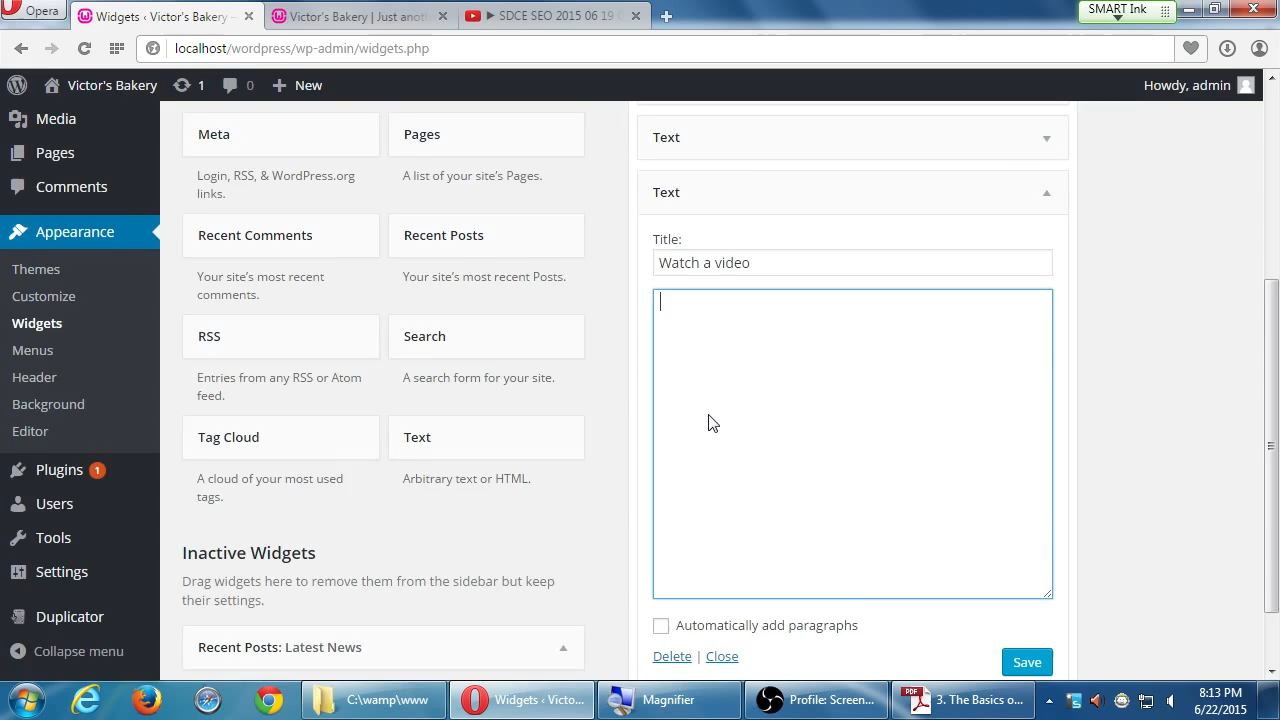 Opera
Widgets ‹ Victor's Bakery –
Victor's Bakery | Just anot
SDCE SEO 2015 06 19
SMART Ink
localhost/wordpress/wp-admin/widgets.php
Victor's Bakery
1
0
New
Howdy, admin
Media
Pages
Comments
Appearance
Themes
Customize
Widgets
Menus
Header
Background
Editor
Plugins 1
Users
Tools
Settings
Duplicator
Collapse menu
Meta
Pages
Login, RSS, & WordPress.org
links.
A list of your site's Pages.
Recent Comments
Recent Posts
Your site's most recent
comments.
Your site's most recent Posts.
RSS
Search
Entries from any RSS or Atom
feed.
A search form for your site.
Tag Cloud
Text
A cloud of your most used
tags.
Arbitrary text or HTML.
Inactive Widgets
Drag widgets here to remove them from the sidebar but keep
their settings.
Recent Posts: Latest News
Text
Text
Title:
Watch a video
Automatically add paragraphs
Delete | Close
Save
C:\wamp\www
Widgets ‹ Victo...
Magnifier
Profile: Screen...
PDF
3. The Basics o...
8:13 PM
6/22/2015